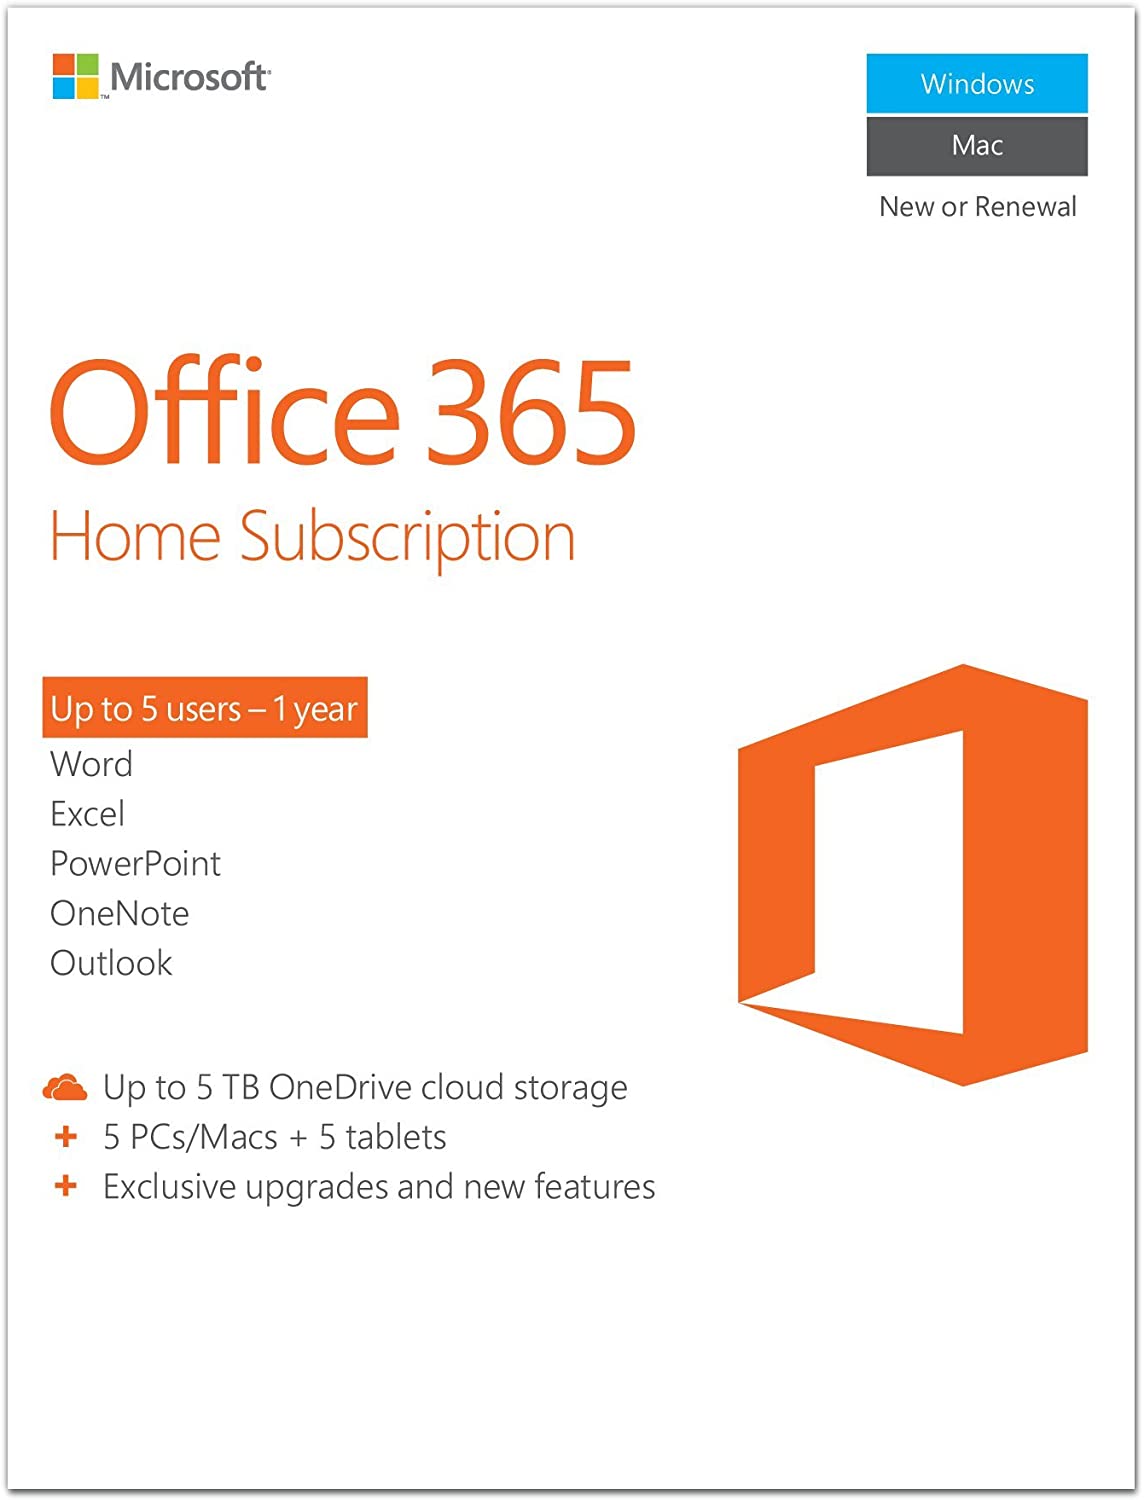 Microsoft
Windows
Mac
New or Renewal
Office 365
Home Subscription
Up to 5 users – 1 year
Word
Excel
PowerPoint
OneNote
Outlook
Up to 5 TB OneDrive cloud storage
+ 5 PCs/Macs + 5 tablets
+ Exclusive upgrades and new features